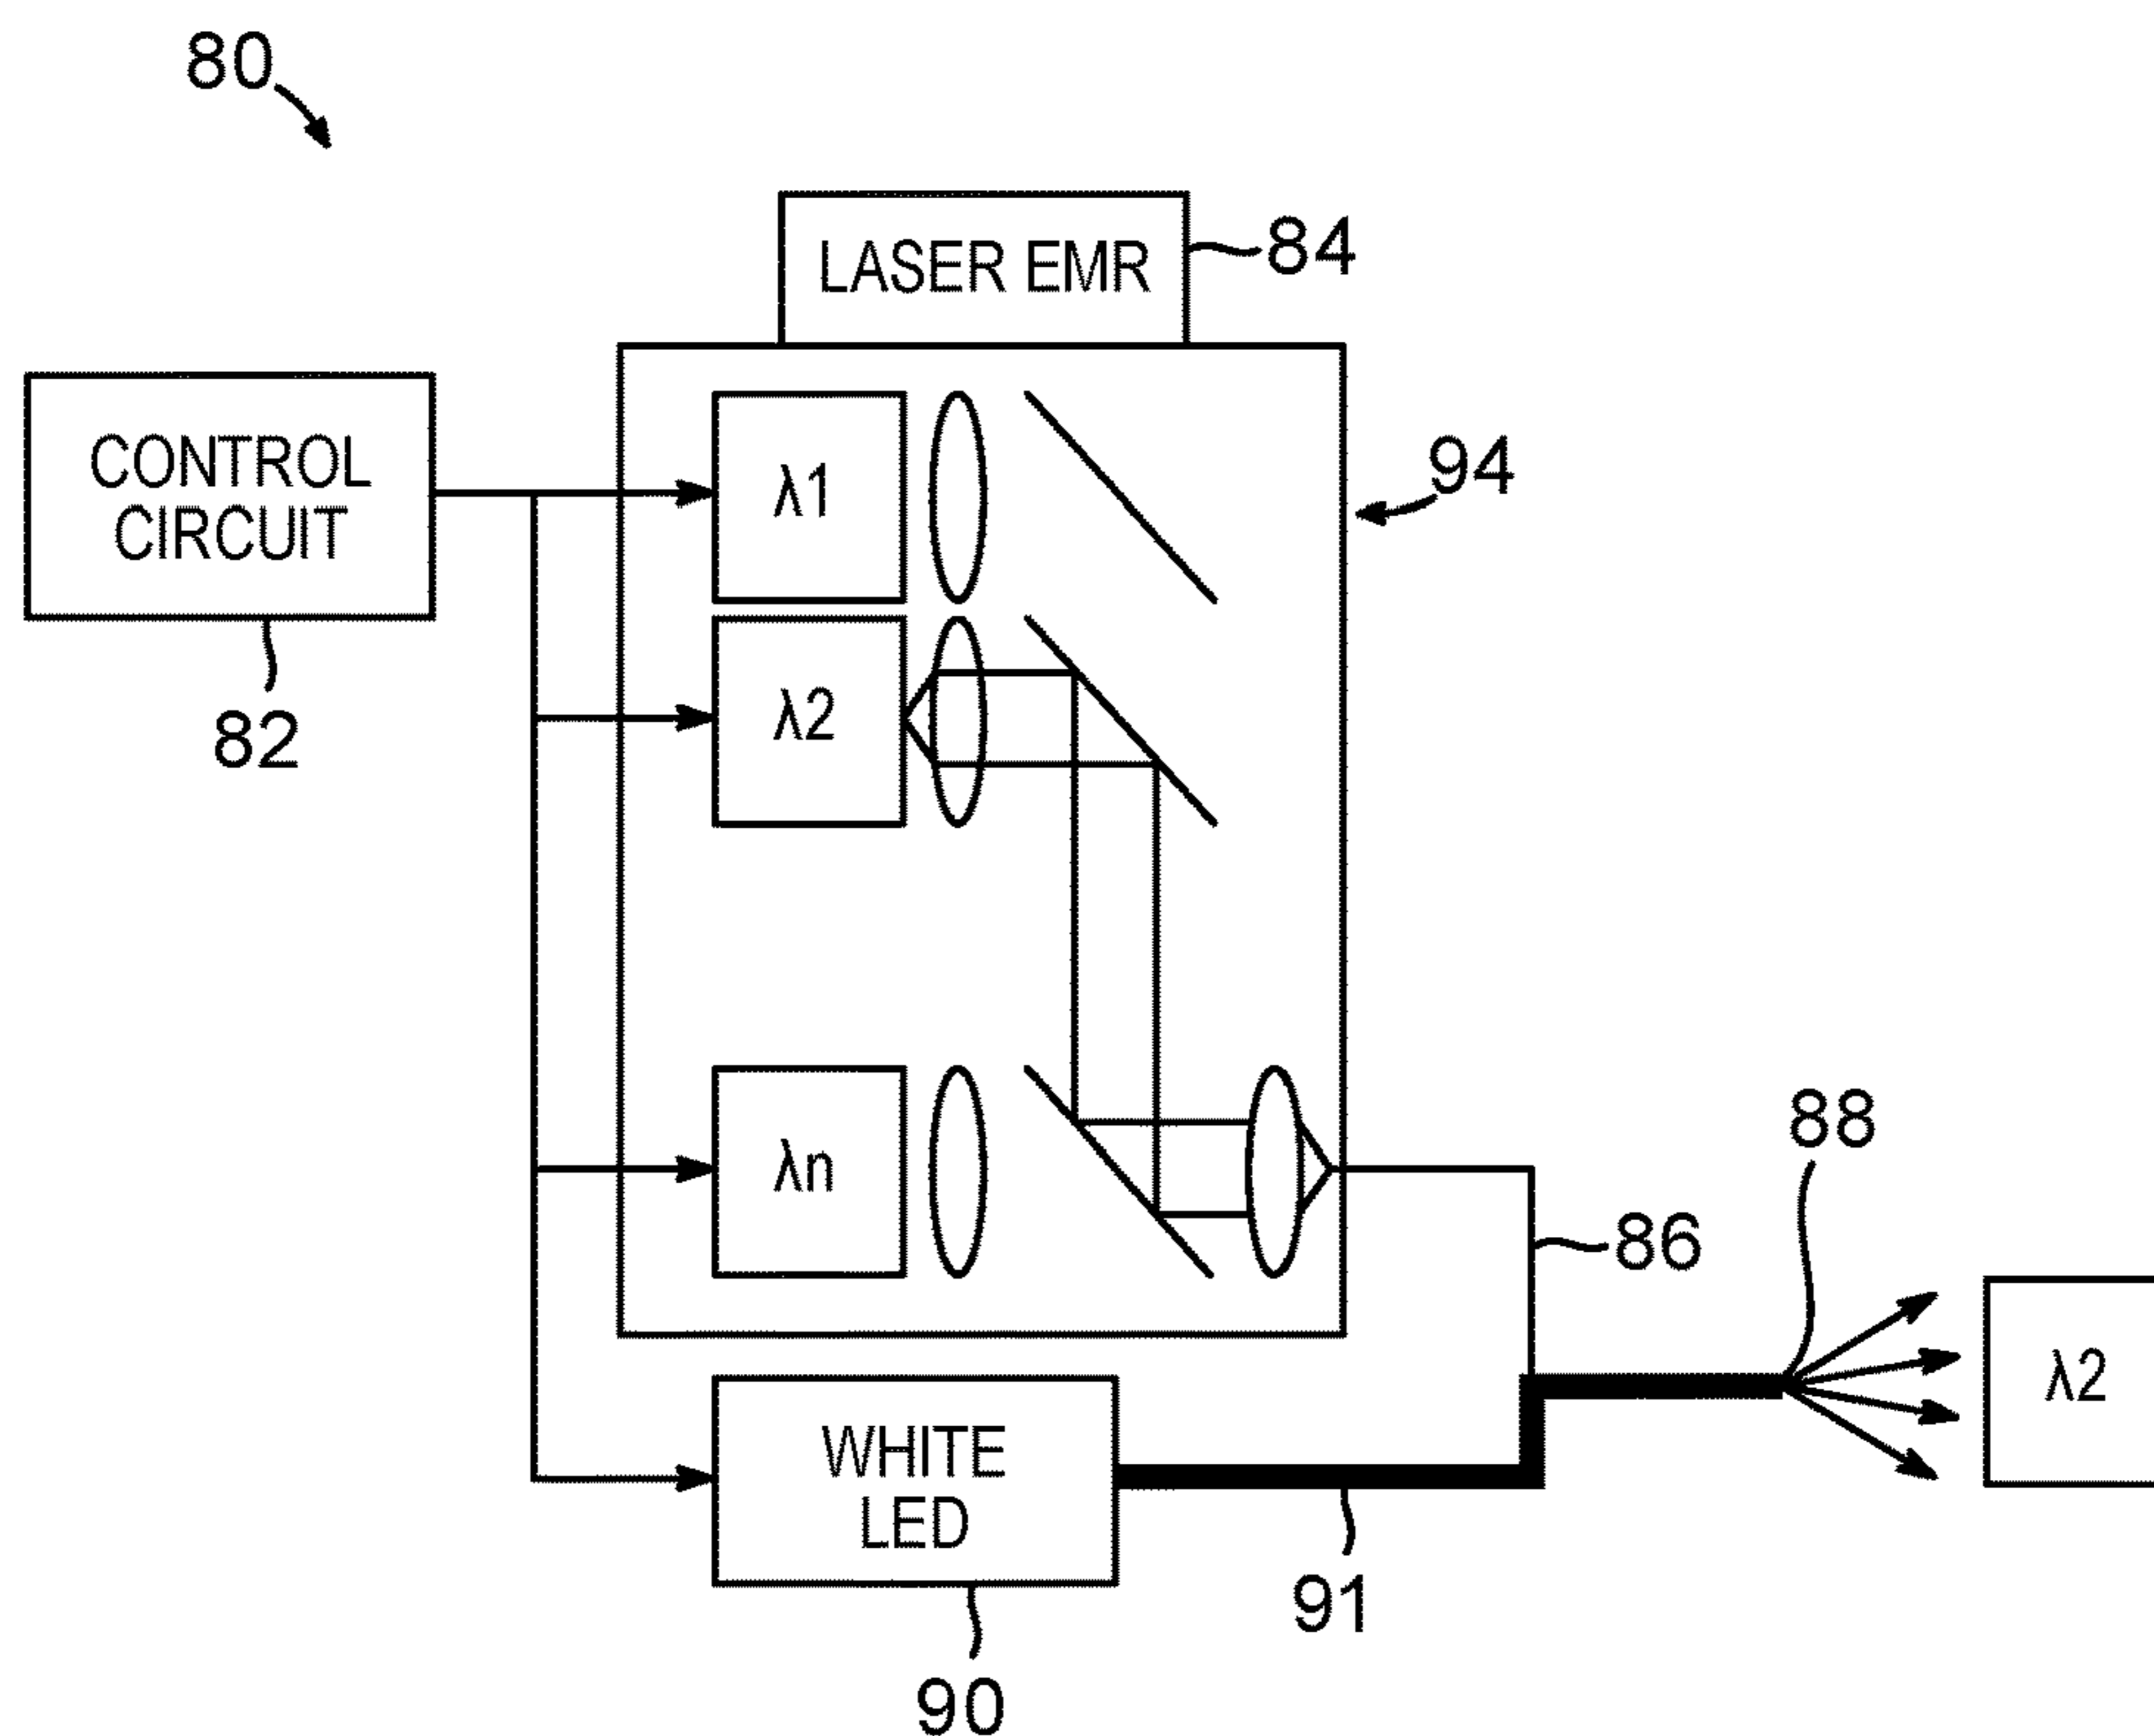 80
LASER EMR
84
CONTROL
CIRCUIT
82
λ1
94
λ2
λn
86
88
λ2
WHITE
LED
91
90